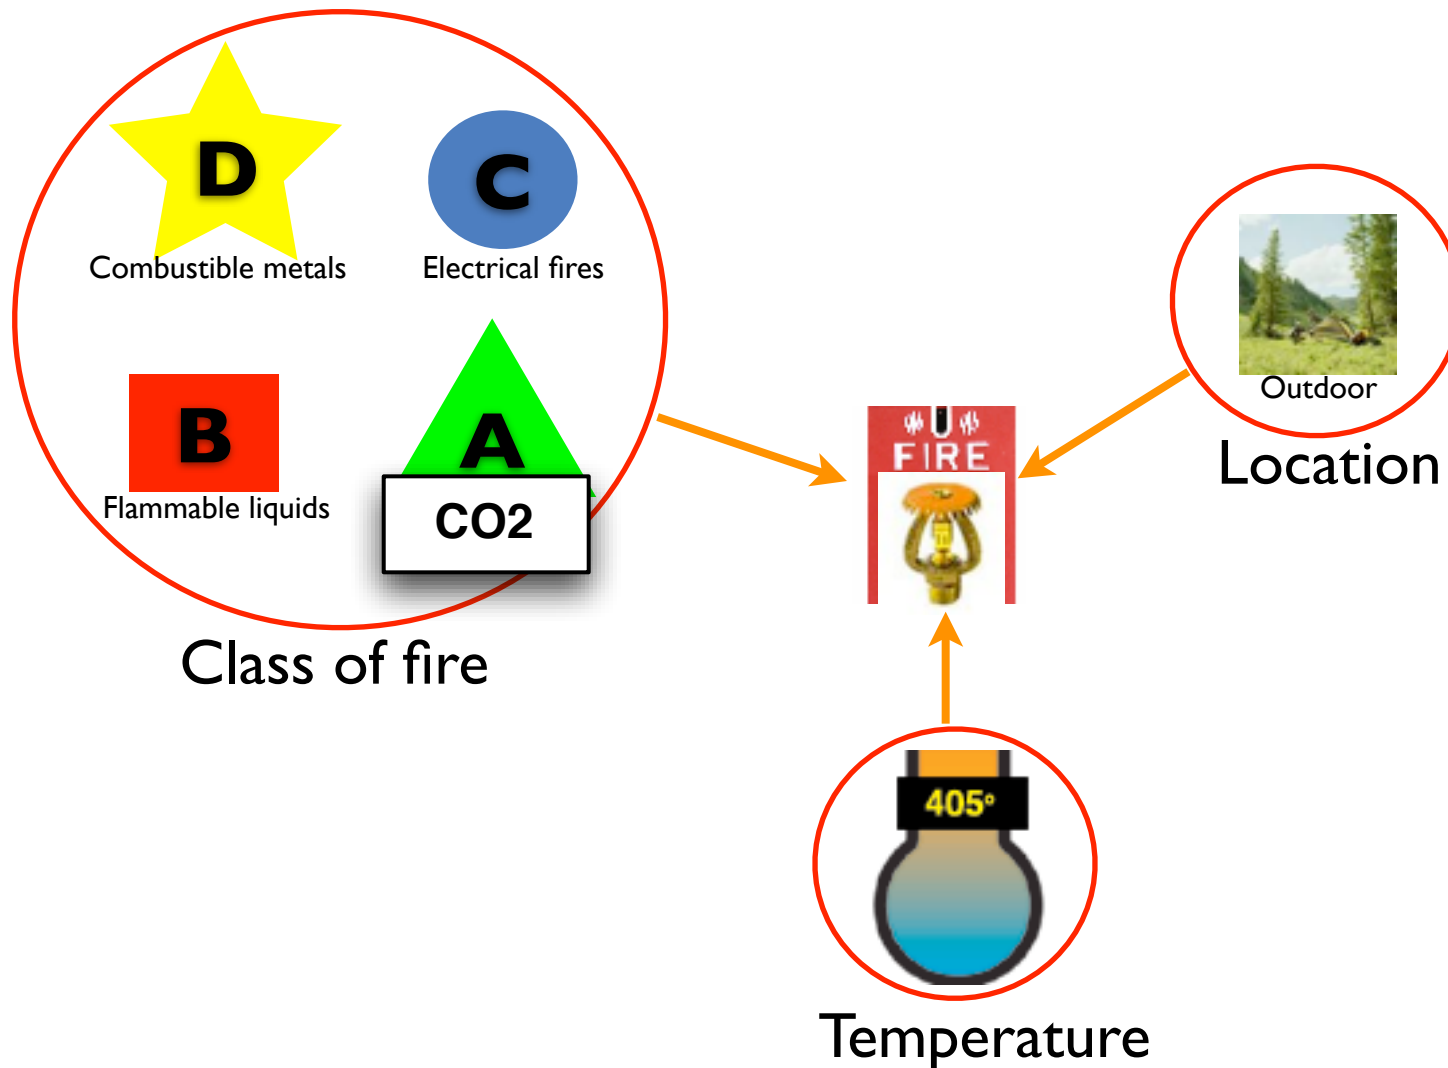 D
C
Combustible metals
Electrical fires
B
A
Flammable liquids
CO2
Class of fire
FIRE
Outdoor
Location
405°
Temperature